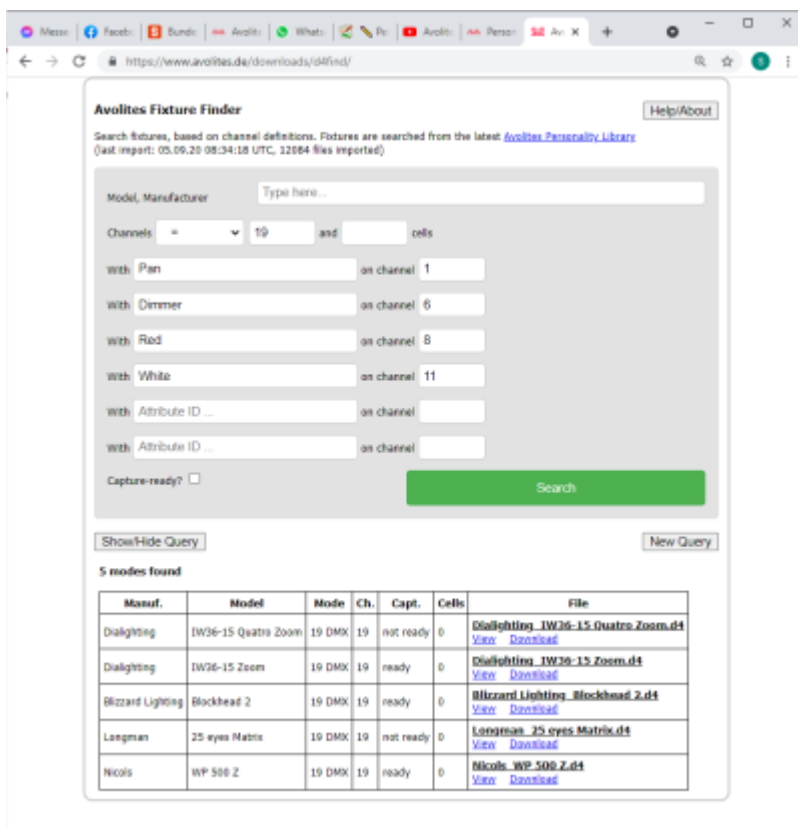 Messe
Faceb
Bundle
Avolite
Whats
Avolite
Person
Avo
https://www.avolites.de/downloads/d4find/
S
Avolites Fixture Finder
Help/About
Search fixtures, based on channel definitions. Fixtures are searched from the latest Avolites Personality Library
(last import: 05.09.20 08:34:18 UTC, 12084 files imported)
Model, Manufacturer Type here...
Channels = 19 and cells
With Pan on channel 1
With Dimmer on channel 6
With Red on channel 8
With White on channel 11
With Attribute ID ... on channel
With Attribute ID ... on channel
Capture-ready?
Search
Show/Hide Query
New Query
5 modes found
Manuf. Model Mode Ch. Capt. Cells File
Dialighting IW36-15 Quatro Zoom 19 DMX 19 not ready 0 Dialighting_IW36-15 Quatro Zoom.d4
View Download
Dialighting IW36-15 Zoom 19 DMX 19 ready 0 Dialighting_IW36-15 Zoom.d4
View Download
Blizzard Lighting Blockhead 2 19 DMX 19 ready 0 Blizzard Lighting_Blockhead 2.d4
View Download
Longman 25 eyes Matrix 19 DMX 19 not ready 0 Longman_25 eyes Matrix.d4
View Download
Nicols WP 500 Z 19 DMX 19 ready 0 Nicols_WP 500 Z.d4
View Download